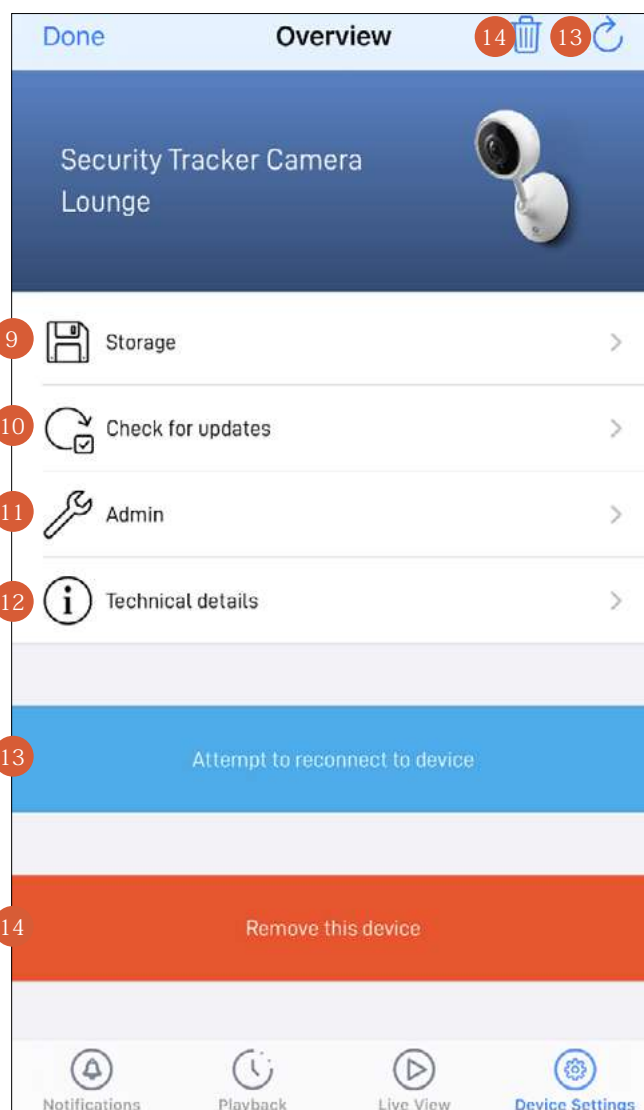 Done Overview 14 13
Security Tracker Camera
Lounge
9 Storage
10 Check for updates
11 Admin
12 Technical details
13 Attempt to reconnect to device
14 Remove this device
Notifications Playback Live View Device Settings